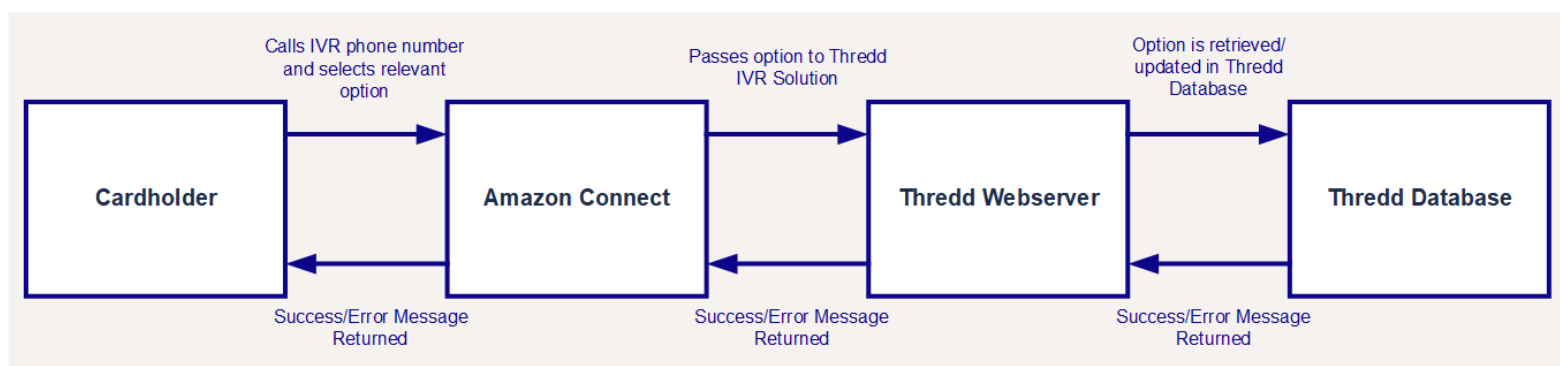 Calls IVR phone number
and selects relevant
option
Passes option to Thredd
IVR Solution
Option is retrieved/
updated in Thredd
Database
Cardholder
Amazon Connect
Thredd Webserver
Thredd Database
Success/Error Message
Returned
Success/Error Message
Returned
Success/Error Message
Returned